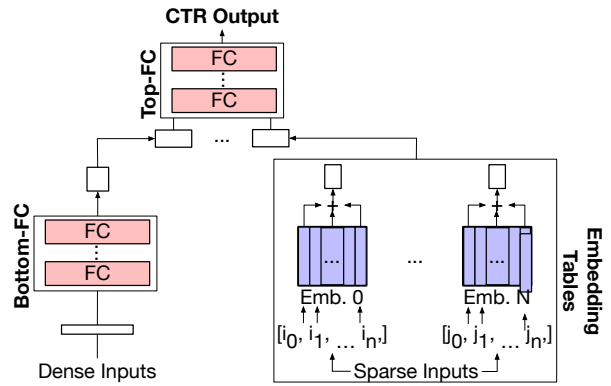 CTR Output
Top-FC
FC
FC
...
Bottom-FC
FC
FC
Dense Inputs
+
+
...
...
...
Emb. 0
Emb. N
[i0, i1, ... in,]
[j0, j1, ... jn,]
Sparse Inputs
Embedding
Tables